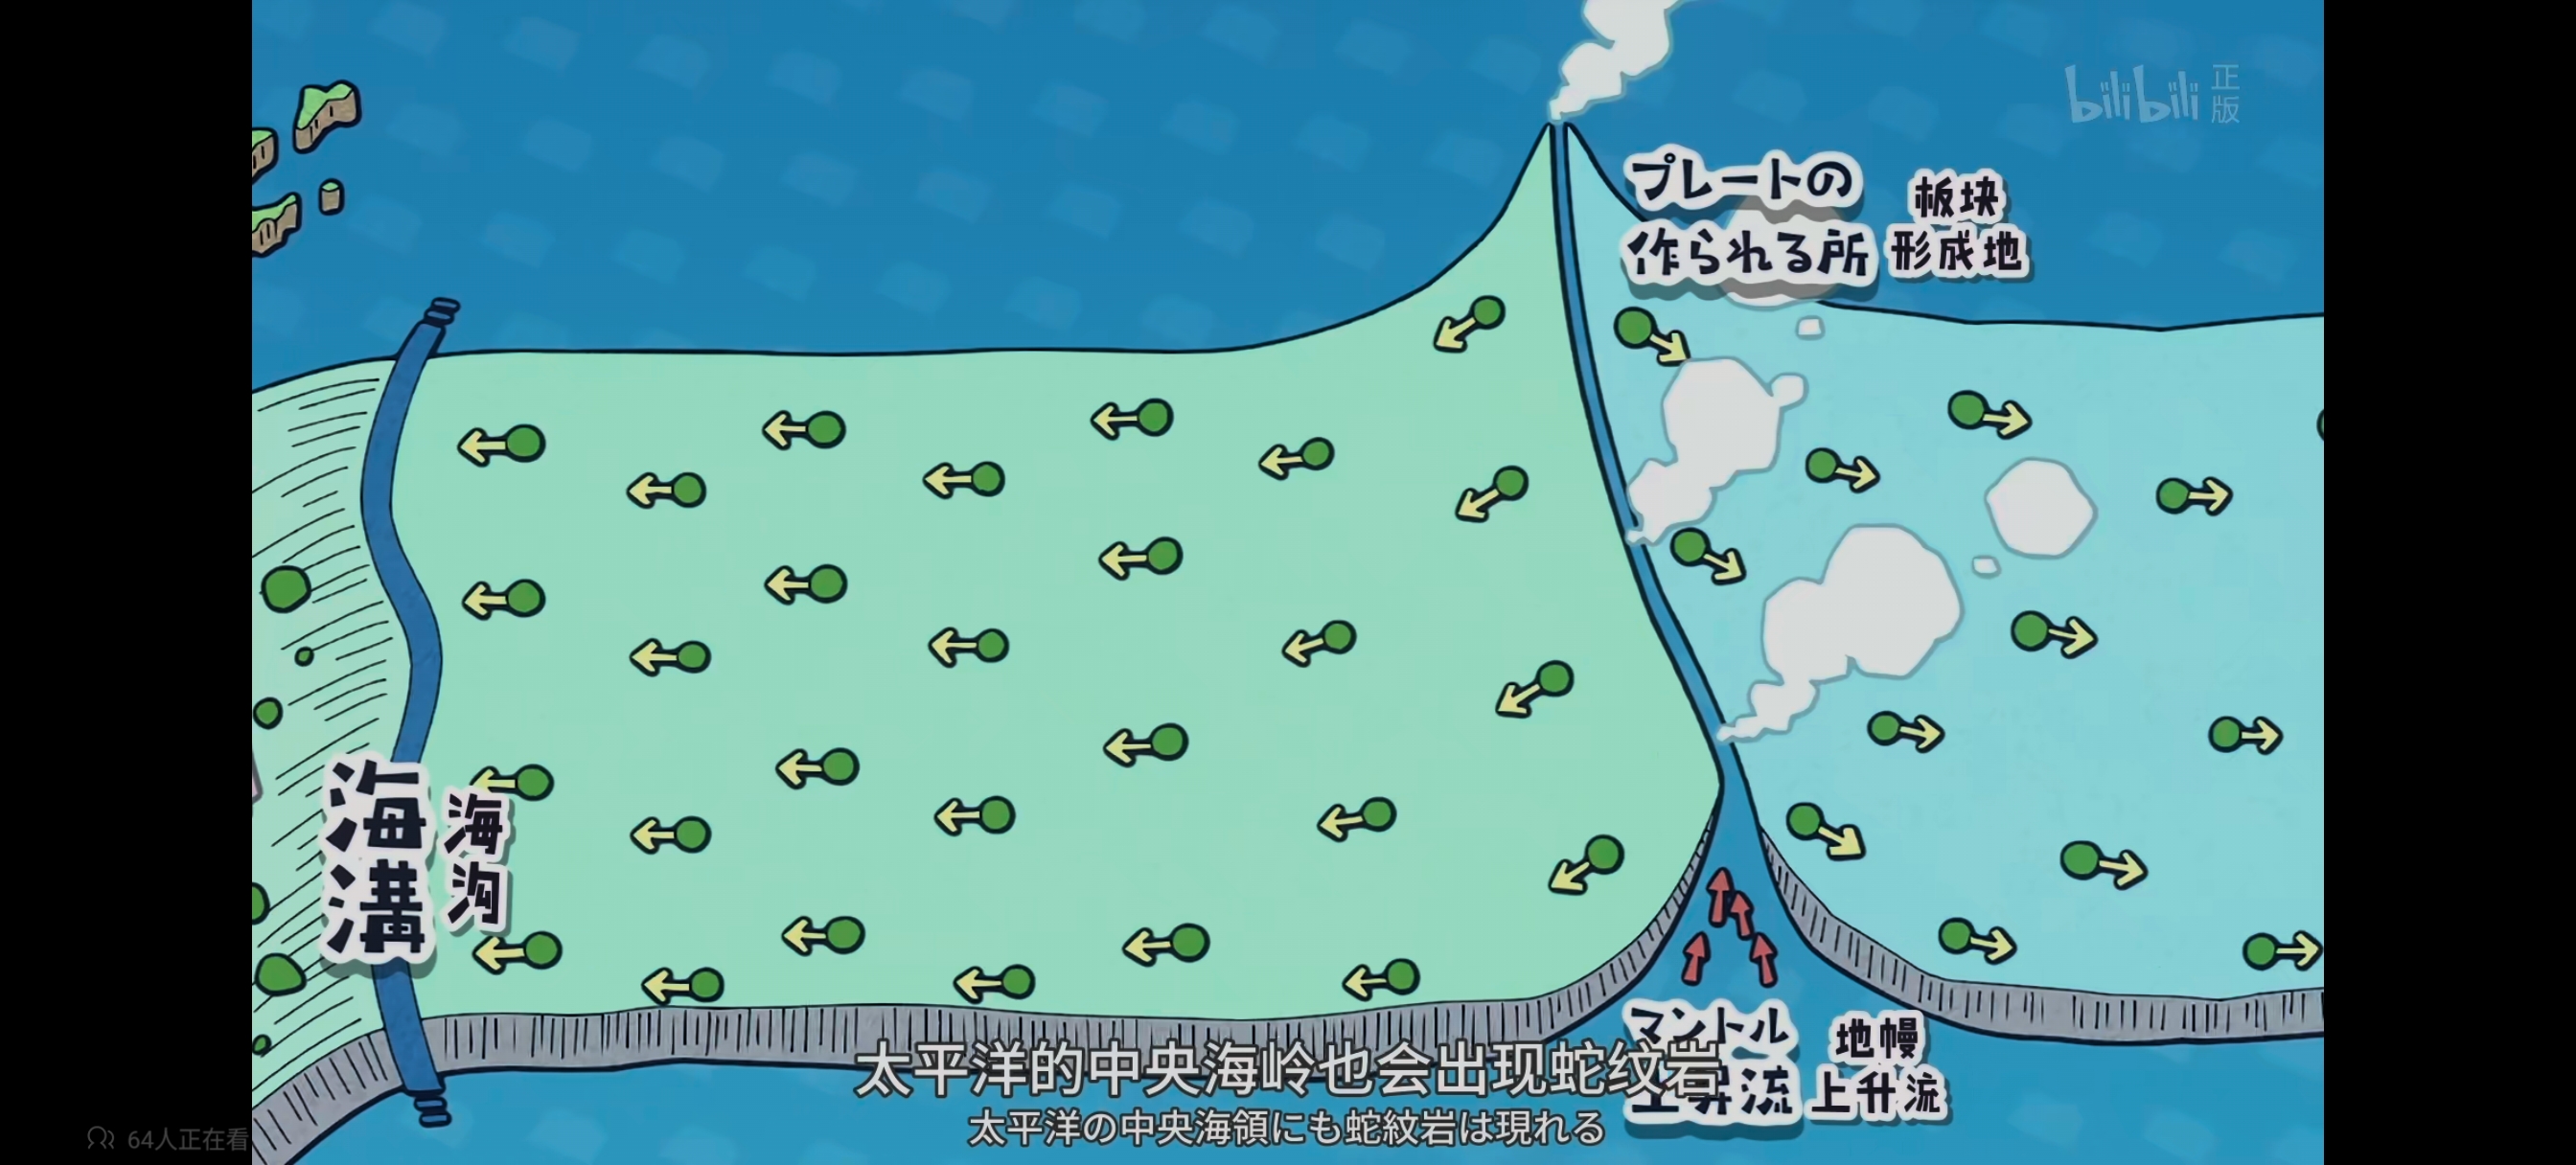 bilibili 正版
プレートの
作られる所
板块
形成地
海溝
海沟
マントル
上昇流
地幔
上升流
太平洋的中央海岭也会出现蛇纹岩
太平洋の中央海嶺にも蛇紋岩は現れる
64人正在看